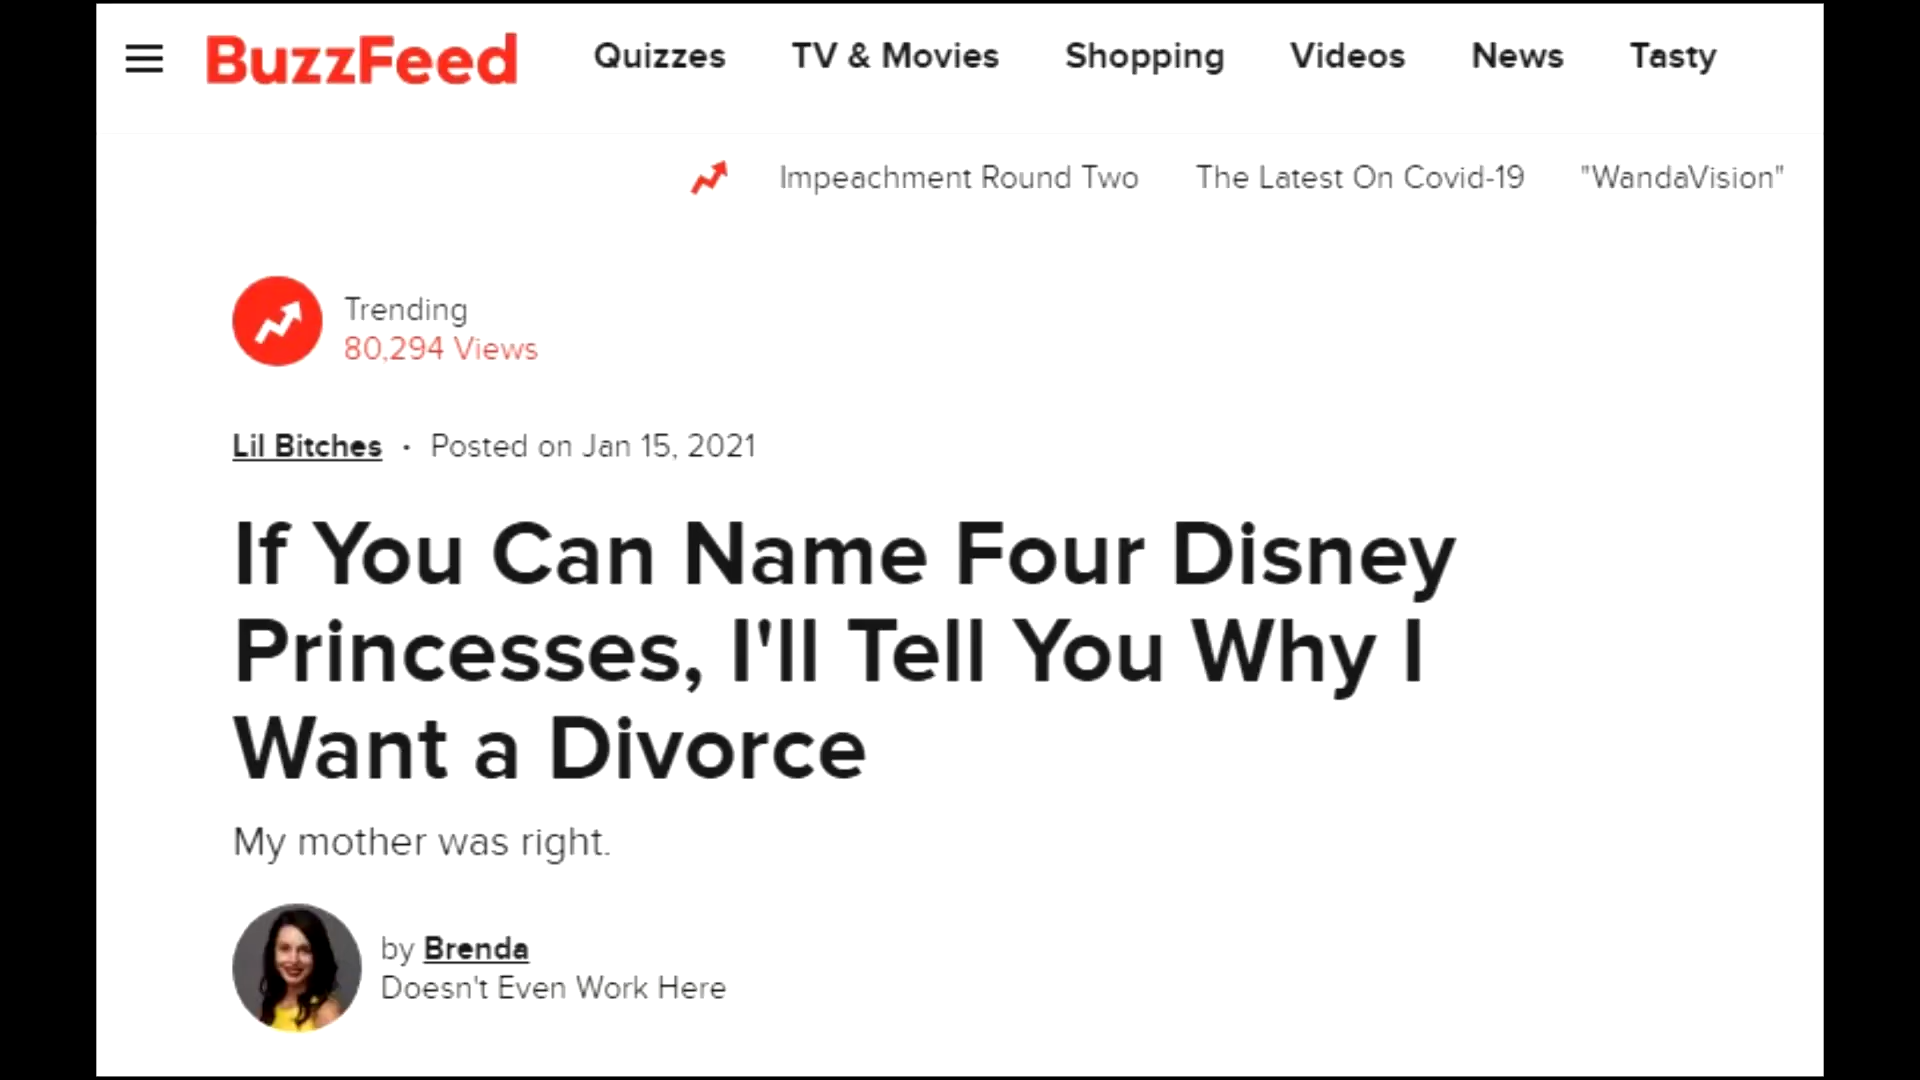 BuzzFeed Quizzes TV & Movies Shopping Videos News Tasty
Impeachment Round Two The Latest On Covid-19 "WandaVision"
Trending
80,294 Views
Lil Bitches · Posted on Jan 15, 2021
If You Can Name Four Disney
Princesses, I'll Tell You Why I
Want a Divorce
My mother was right.
by Brenda
Doesn't Even Work Here